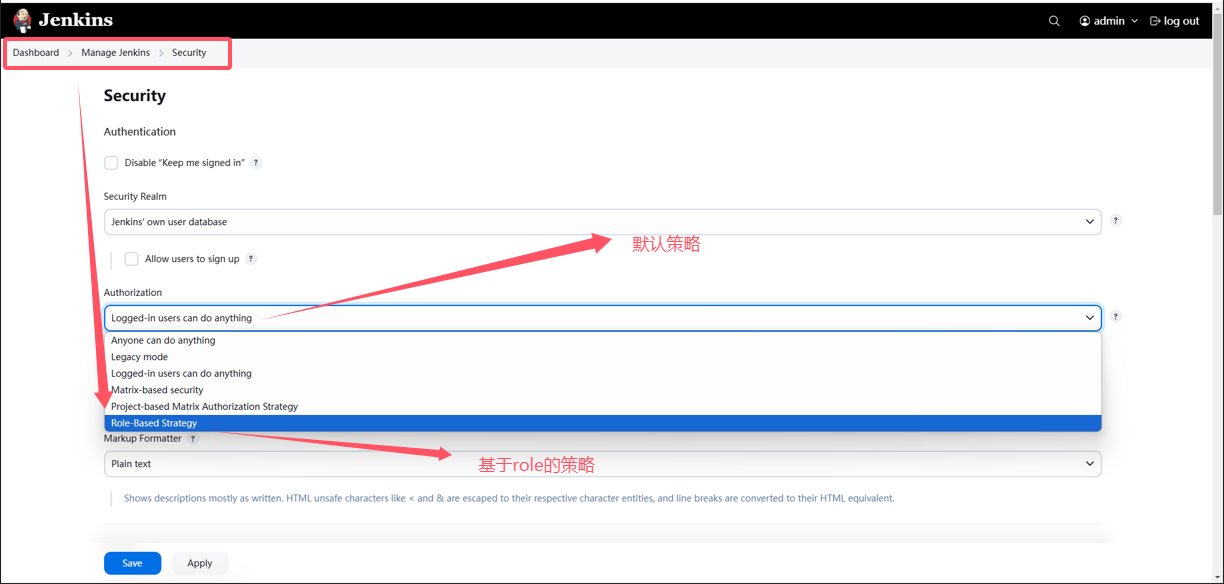 Jenkins
admin
log out
Dashboard > Manage Jenkins > Security
Security
Authentication
Disable “Keep me signed in” ?
Security Realm
Jenkins’ own user database
?
默认策略
Allow users to sign up ?
Authorization
Logged-in users can do anything
?
Anyone can do anything
Legacy mode
Logged-in users can do anything
Matrix-based security
Project-based Matrix Authorization Strategy
Role-Based Strategy
Markup Formatter ?
基于role的策略
Plain text
Shows descriptions mostly as written. HTML unsafe characters like < and & are escaped to their respective character entities, and line breaks are converted to their HTML equivalent.
Save
Apply